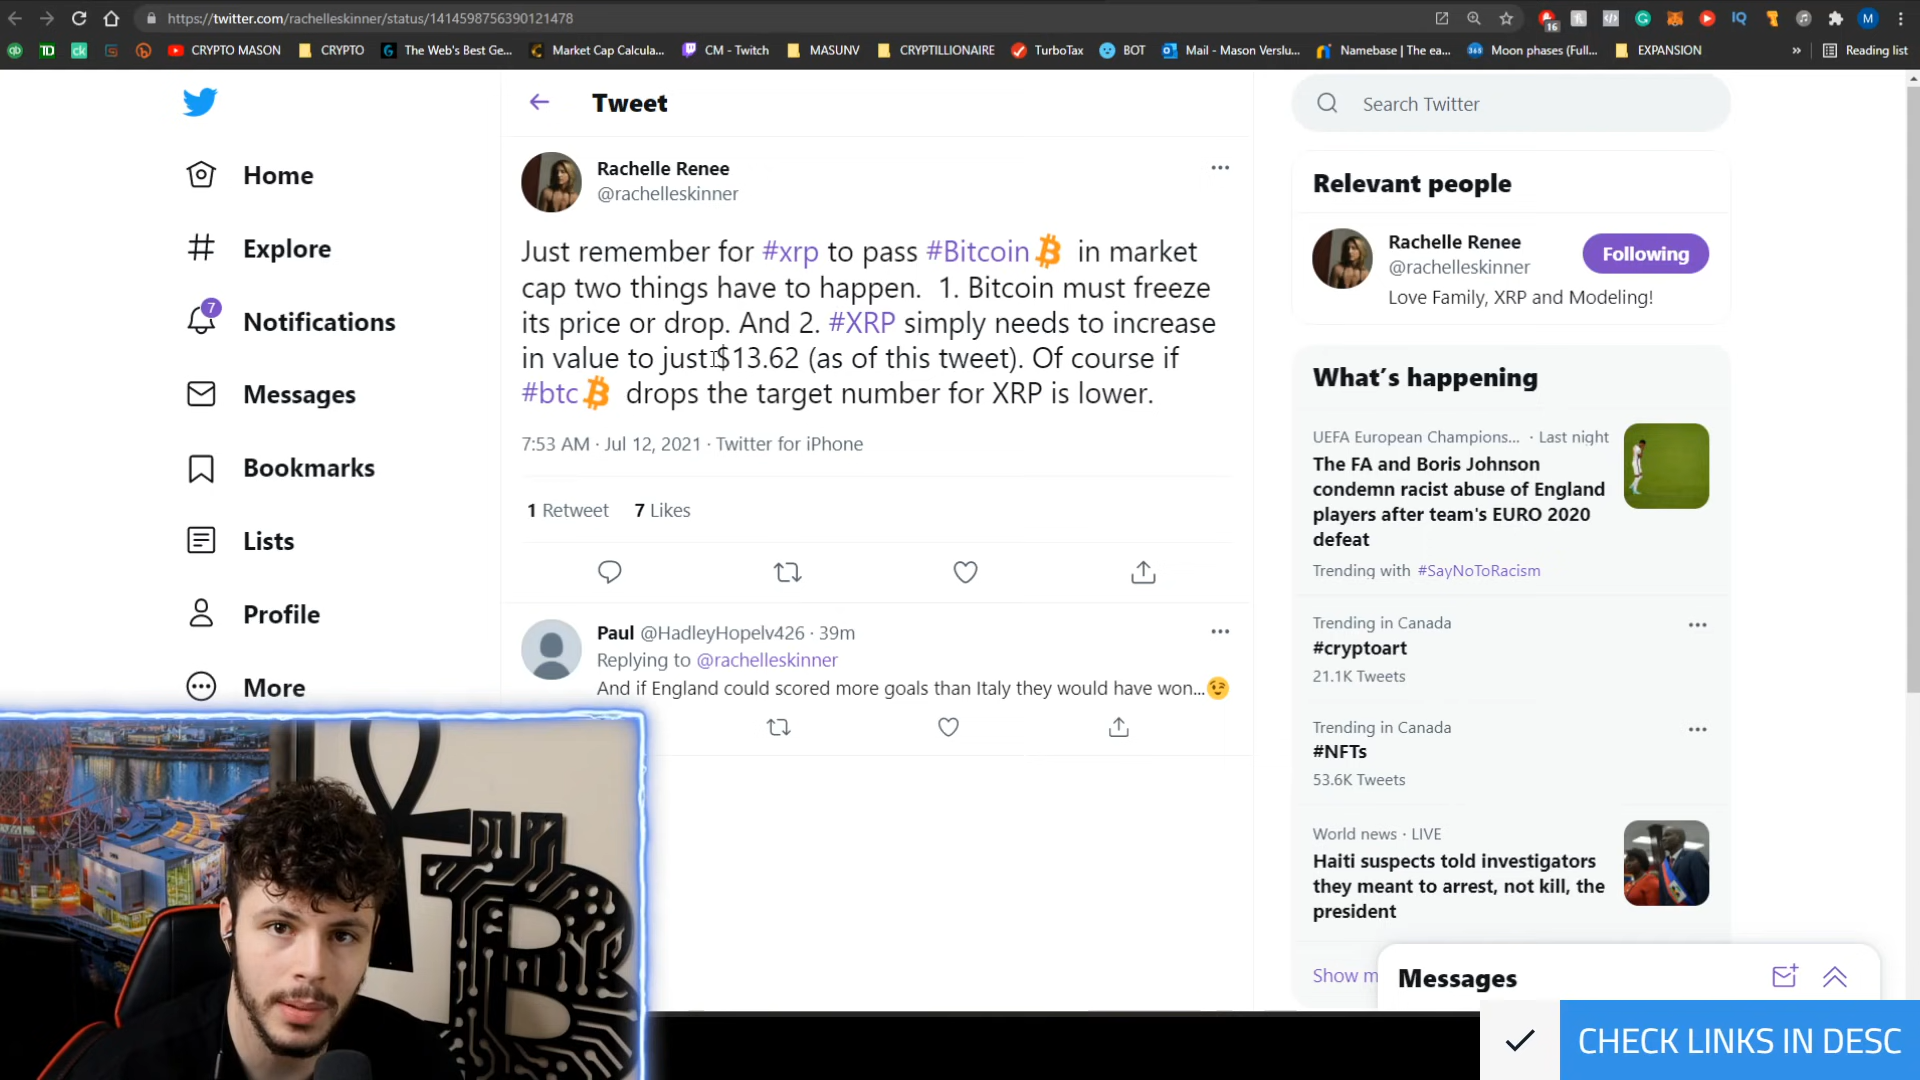 https://twitter.com/rachelleskinner/status/1414598756390121478
16
IQ
M
TD
ck
CRYPTO MASON
CRYPTO
G
The Web's Best Ge...
Market Cap Calcula...
CM - Twitch
MASUNV
CRYPTILLIONAIRE
TurboTax
BOT
Mail - Mason Verslu...
Namebase | The ea...
365
Moon phases (Full...
EXPANSION
»
Reading list
Home
Explore
7
Notifications
Messages
Bookmarks
Lists
Profile
More
Tweet
Rachelle Renee
@rachelleskinner
Just remember for #xrp to pass #Bitcoin in market
cap two things have to happen. 1. Bitcoin must freeze
its price or drop. And 2. #XRP simply needs to increase
in value to just $13.62 (as of this tweet). Of course if
#btc drops the target number for XRP is lower.
7:53 AM · Jul 12, 2021 · Twitter for iPhone
1 Retweet 7 Likes
Paul @HadleyHopelv426 · 39m
Replying to @rachelleskinner
And if England could scored more goals than Italy they would have won...😉
Search Twitter
Relevant people
Rachelle Renee
@rachelleskinner
Following
Love Family, XRP and Modeling!
What's happening
UEFA European Champions... · Last night
The FA and Boris Johnson
condemn racist abuse of England
players after team's EURO 2020
defeat
Trending with #SayNoToRacism
Trending in Canada
#cryptoart
21.1K Tweets
Trending in Canada
#NFTs
53.6K Tweets
World news · LIVE
Haiti suspects told investigators
they meant to arrest, not kill, the
president
Show m
Messages
CHECK LINKS IN DESC